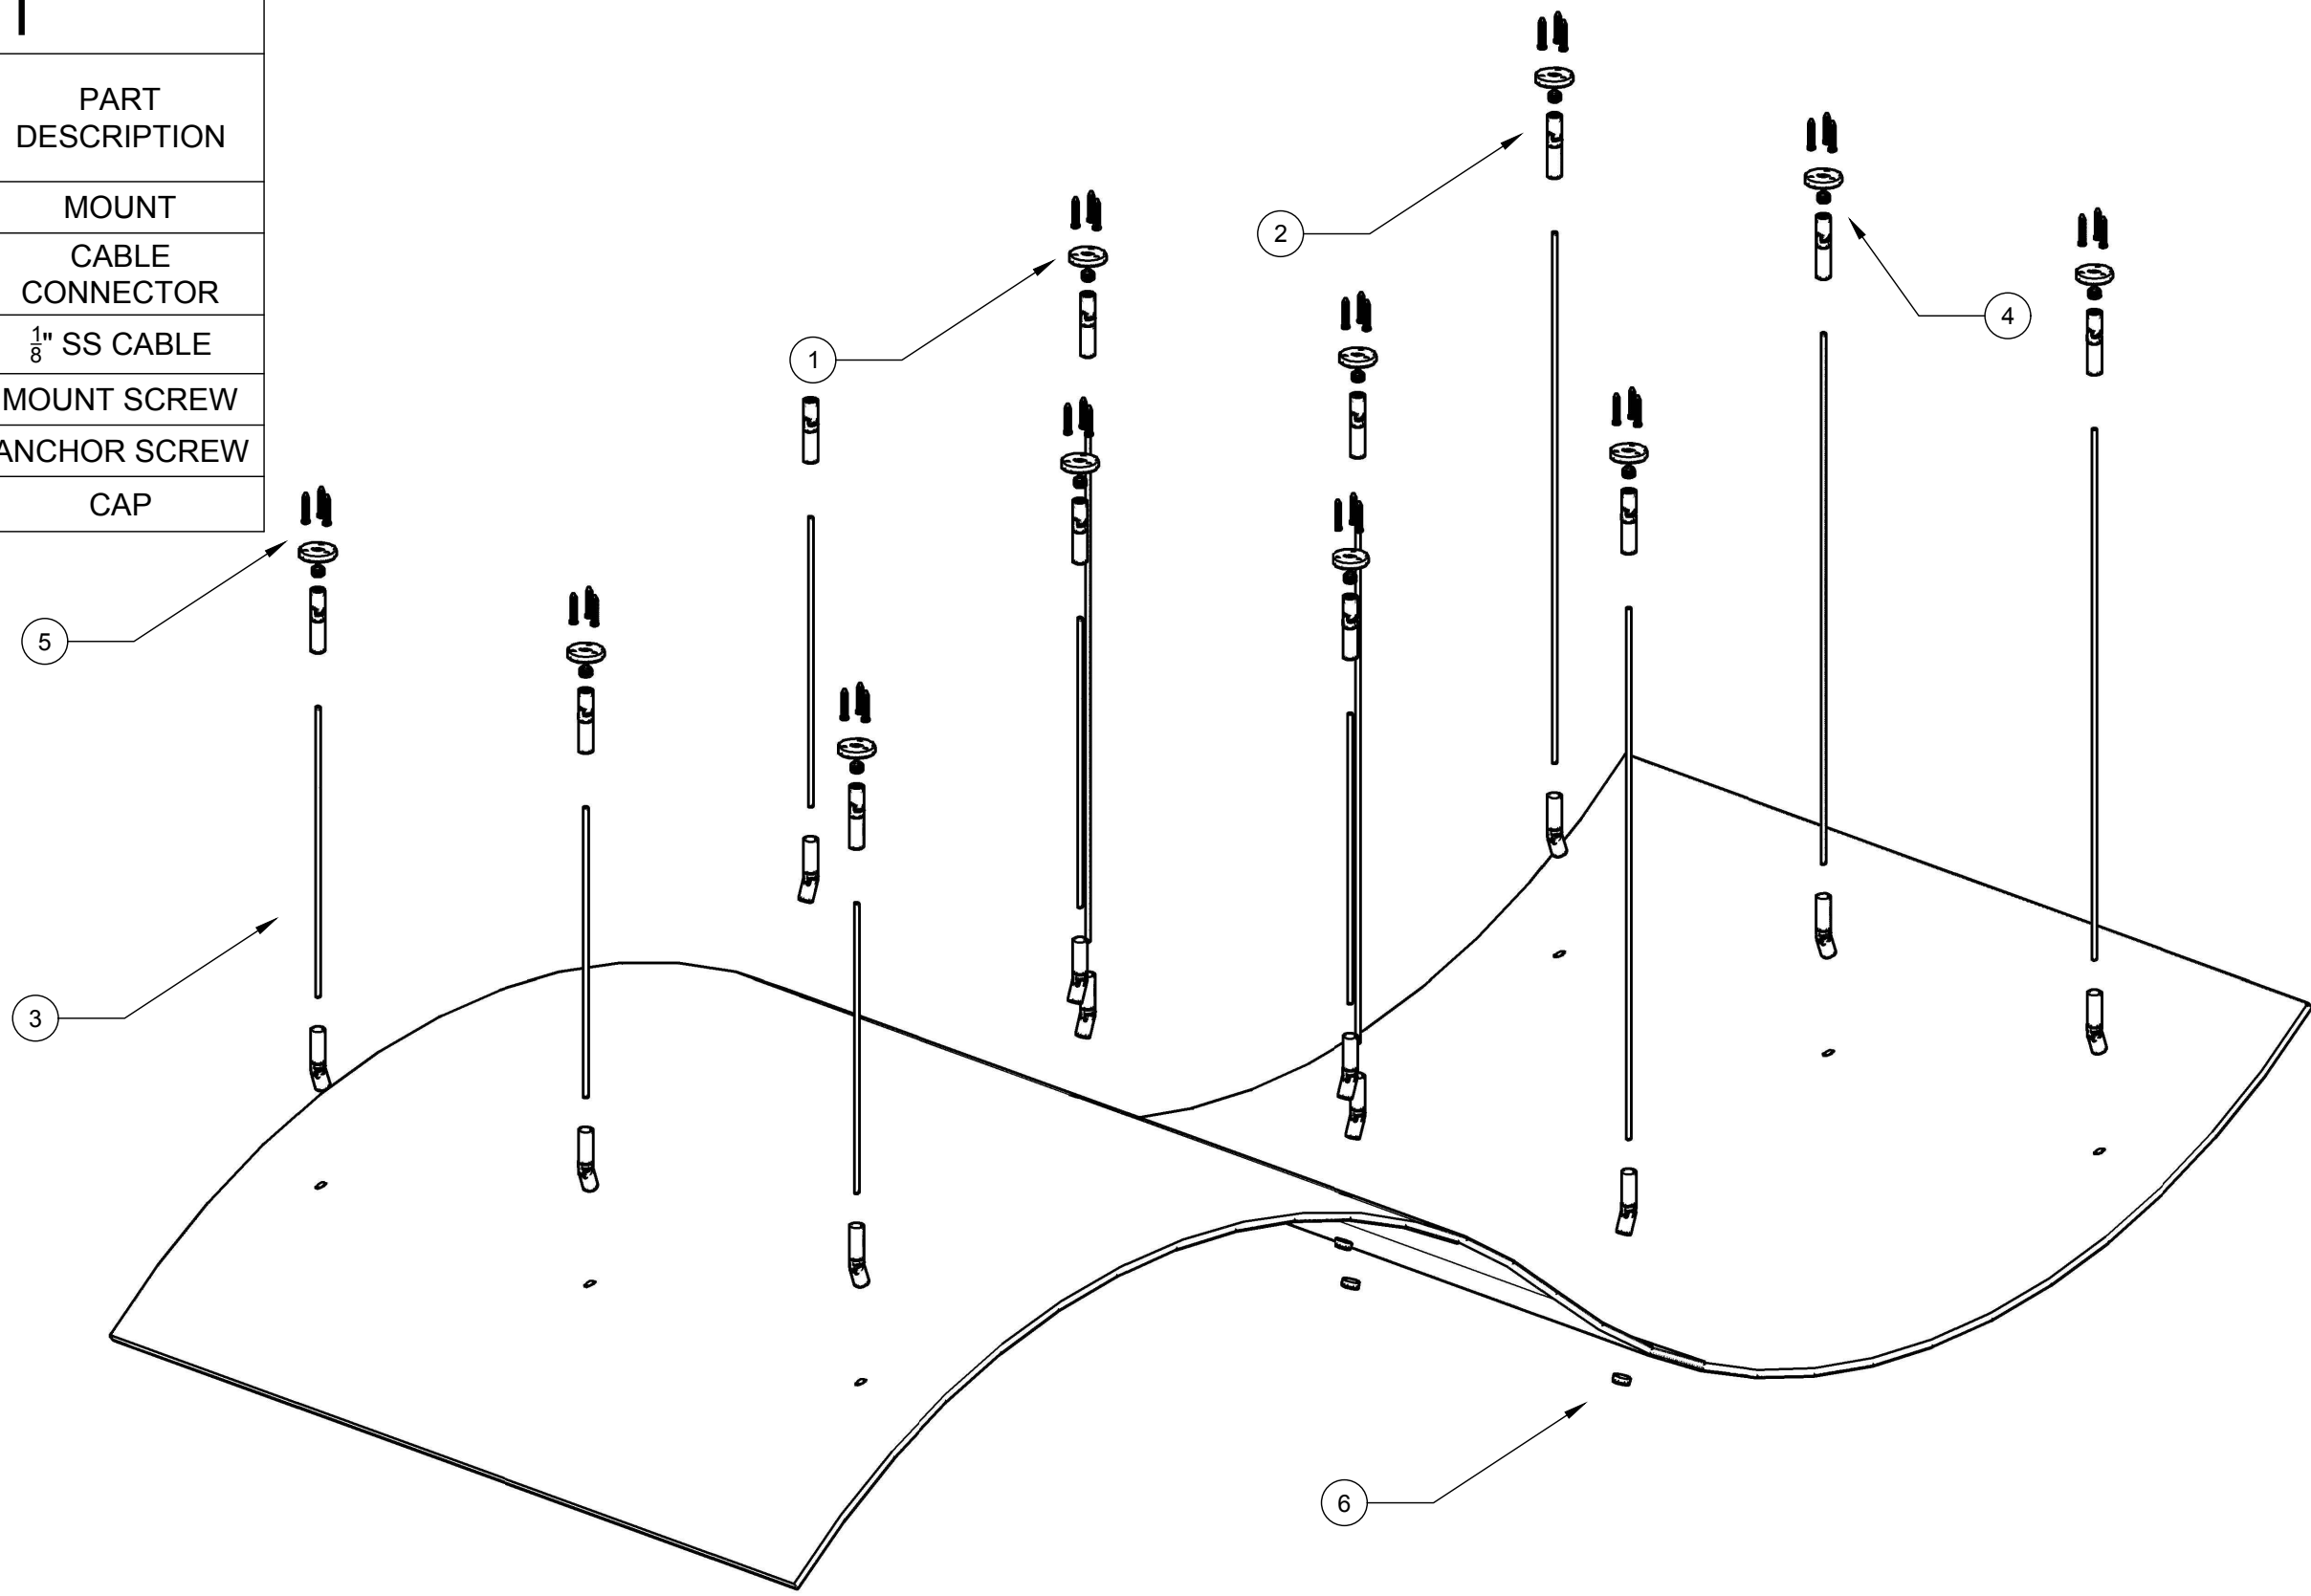 PART
DESCRIPTION
MOUNT
CABLE
CONNECTOR
1/8" SS CABLE
MOUNT SCREW
ANCHOR SCREW
CAP
2
4
1
5
3
6